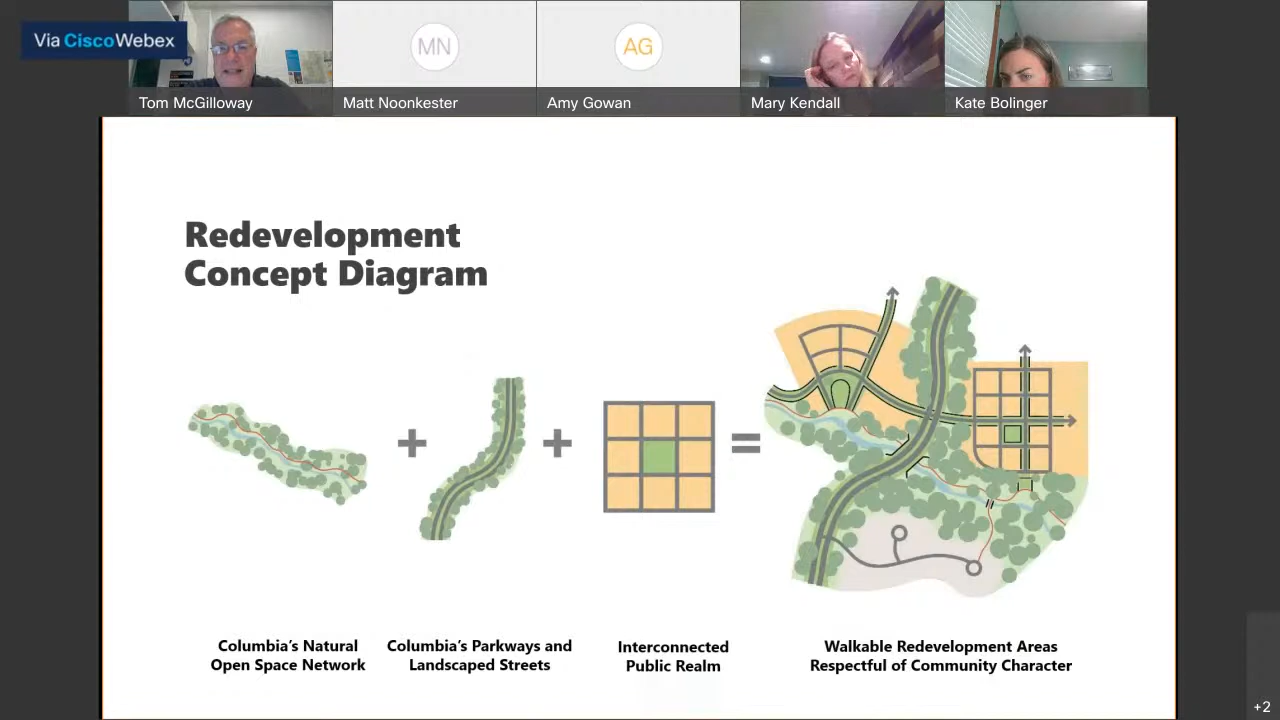 Via CiscoWebex
MN
AG
Tom McGilloway
Matt Noonkester
Amy Gowan
Mary Kendall
Kate Bolinger
Redevelopment
Concept Diagram
+
+
=
Columbia's Natural
Open Space Network
Columbia's Parkways and
Landscaped Streets
Interconnected
Public Realm
Walkable Redevelopment Areas
Respectful of Community Character
+2